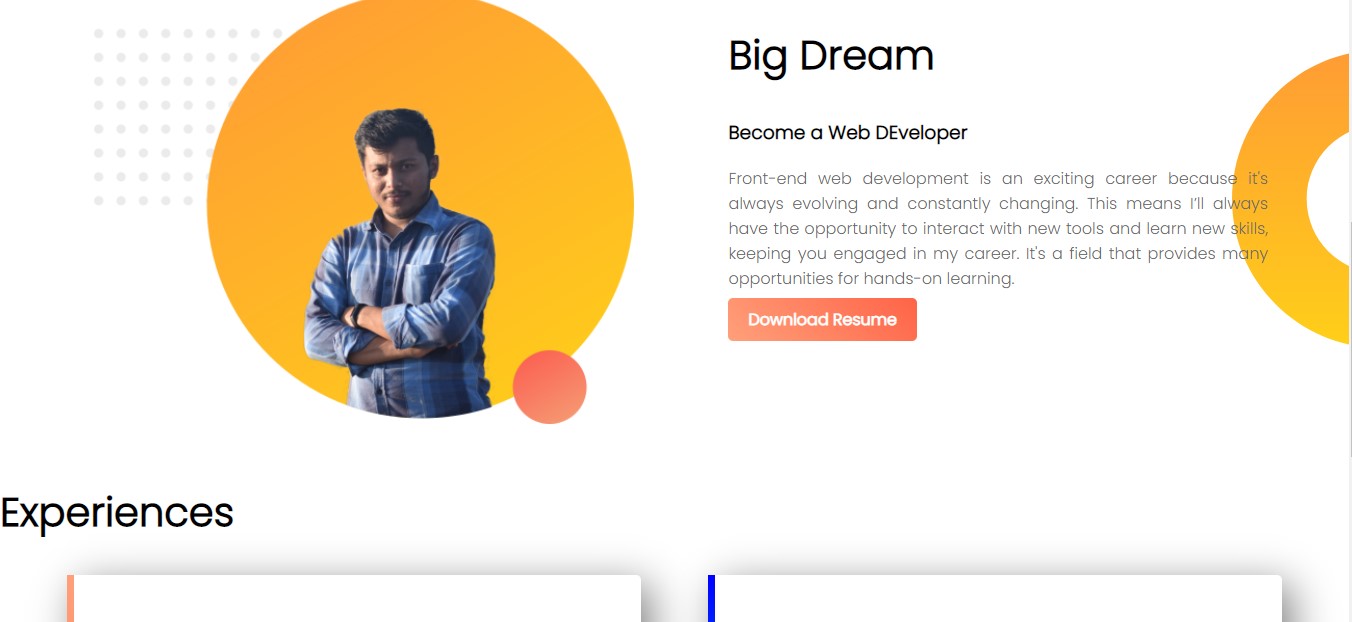 Big Dream
Become a Web DEveloper
Front-end web development is an exciting career because it's
always evolving and constantly changing. This means I’ll always
have the opportunity to interact with new tools and learn new skills,
keeping you engaged in my career. It's a field that provides many
opportunities for hands-on learning.
Download Resume
Experiences